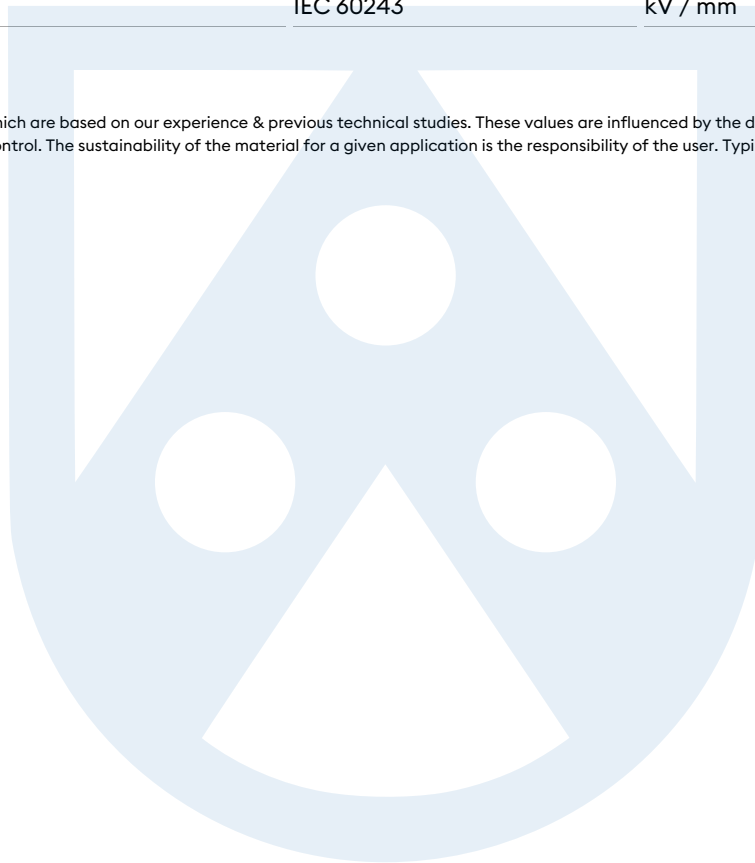 IEC 60243 kV / mm
which are based on our experience & previous technical studies. These values are influenced by the d
ontrol. The sustainability of the material for a given application is the responsibility of the user. Typi